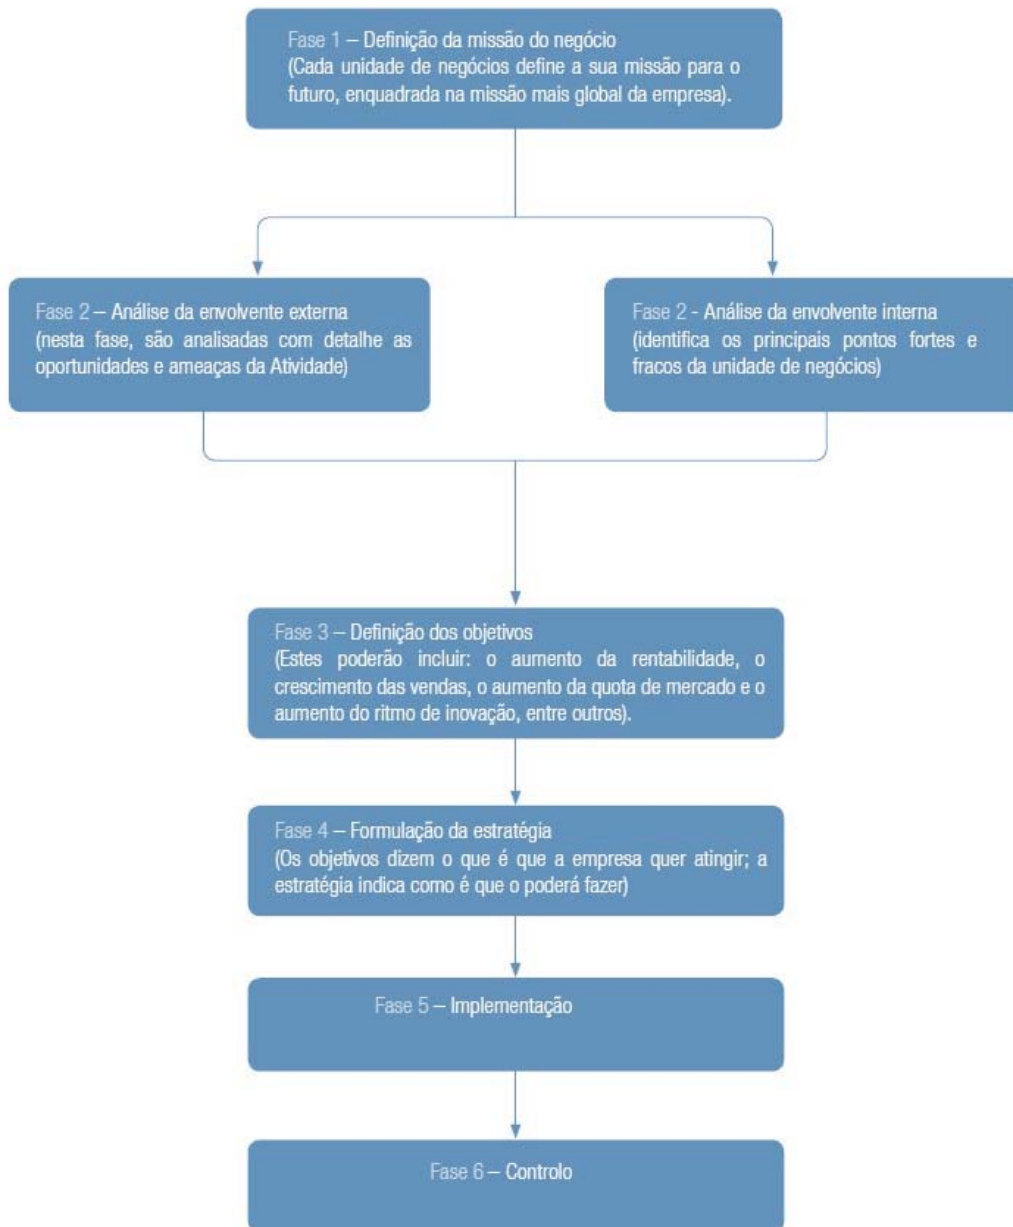 Fase 1 – Definição da missão do negócio
(Cada unidade de negócios define a sua missão para o
futuro, enquadrada na missão mais global da empresa).
Fase 2 – Análise da envolvente externa
(nesta fase, são analisadas com detalhe as
oportunidades e ameaças da Atividade)
Fase 2 - Análise da envolvente interna
(identifica os principais pontos fortes e
fracos da unidade de negócios)
Fase 3 – Definição dos objetivos
(Estes poderão incluir: o aumento da rentabilidade, o
crescimento das vendas, o aumento da quota de mercado e o
aumento do ritmo de inovação, entre outros).
Fase 4 – Formulação da estratégia
(Os objetivos dizem o que é que a empresa quer atingir; a
estratégia indica como é que o poderá fazer)
Fase 5 – Implementação
Fase 6 – Controlo